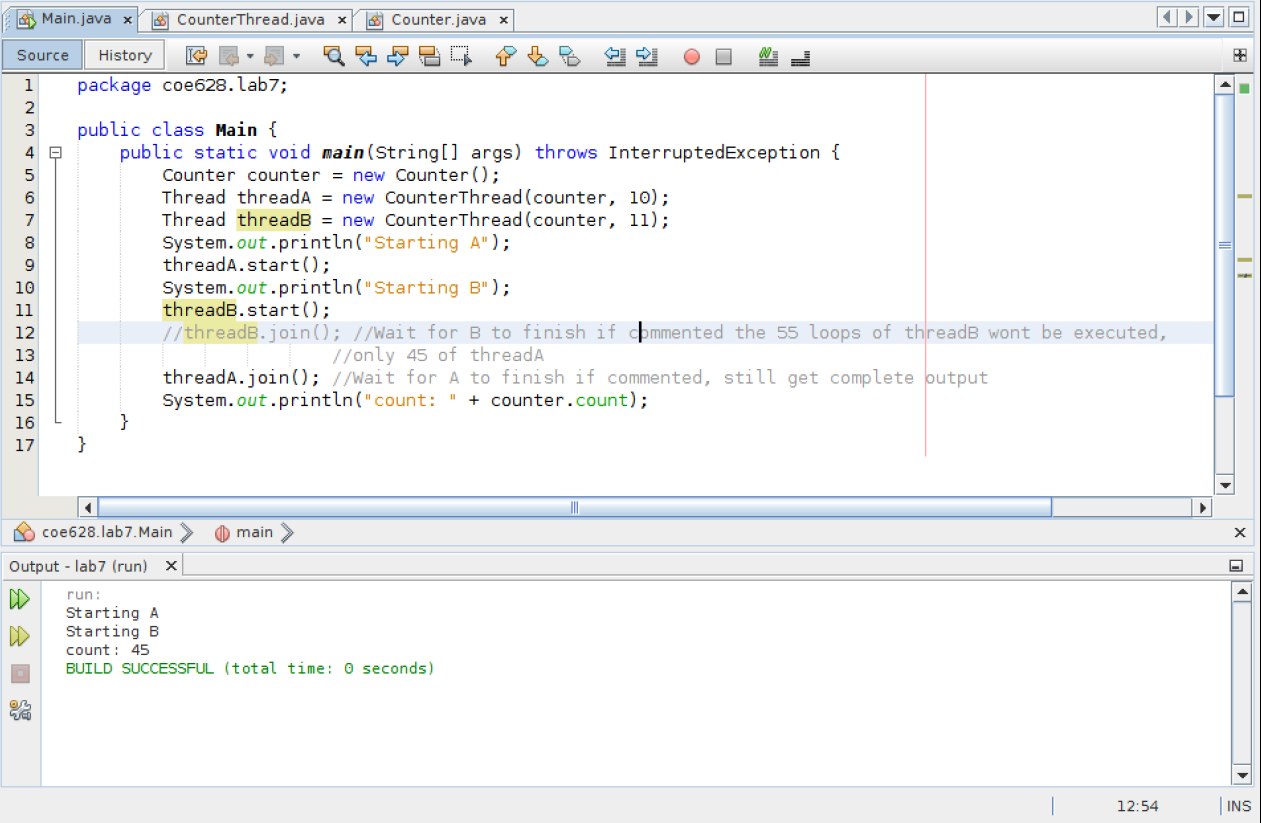 Main.java x CounterThread.java x Counter.java x
Source History
1 package coe628.lab7;
2
3 public class Main {
4 public static void main(String[] args) throws InterruptedException {
5 Counter counter = new Counter();
6 Thread threadA = new CounterThread(counter, 10);
7 Thread threadB = new CounterThread(counter, 11);
8 System.out.println("Starting A");
9 threadA.start();
10 System.out.println("Starting B");
11 threadB.start();
12 //threadB.join(); //Wait for B to finish if commented the 55 loops of threadB wont be executed,
13 //only 45 of threadA
14 threadA.join(); //Wait for A to finish if commented, still get complete output
15 System.out.println("count: " + counter.count);
16 }
17 }
coe628.lab7.Main main
Output - lab7 (run) X
run:
Starting A
Starting B
count: 45
BUILD SUCCESSFUL (total time: 0 seconds)
12:54 INS